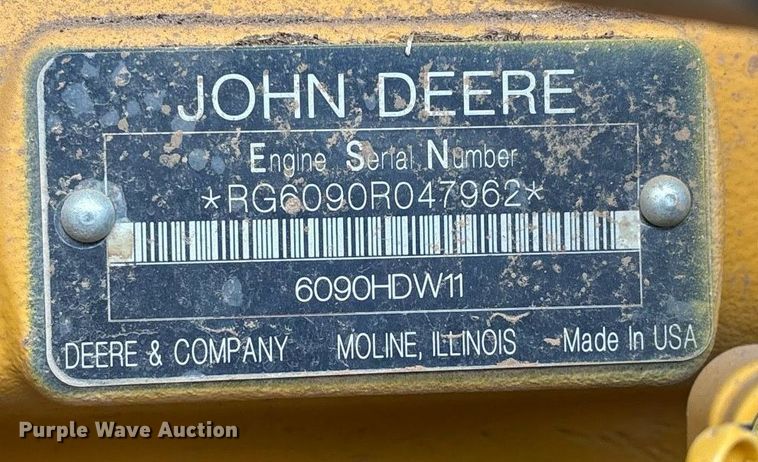 JOHN DEERE
Engine Serial Number
*RG6090R047962*
6090HDW11
DEERE & COMPANY MOLINE, ILLINOIS Made In USA
Purple Wave Auction